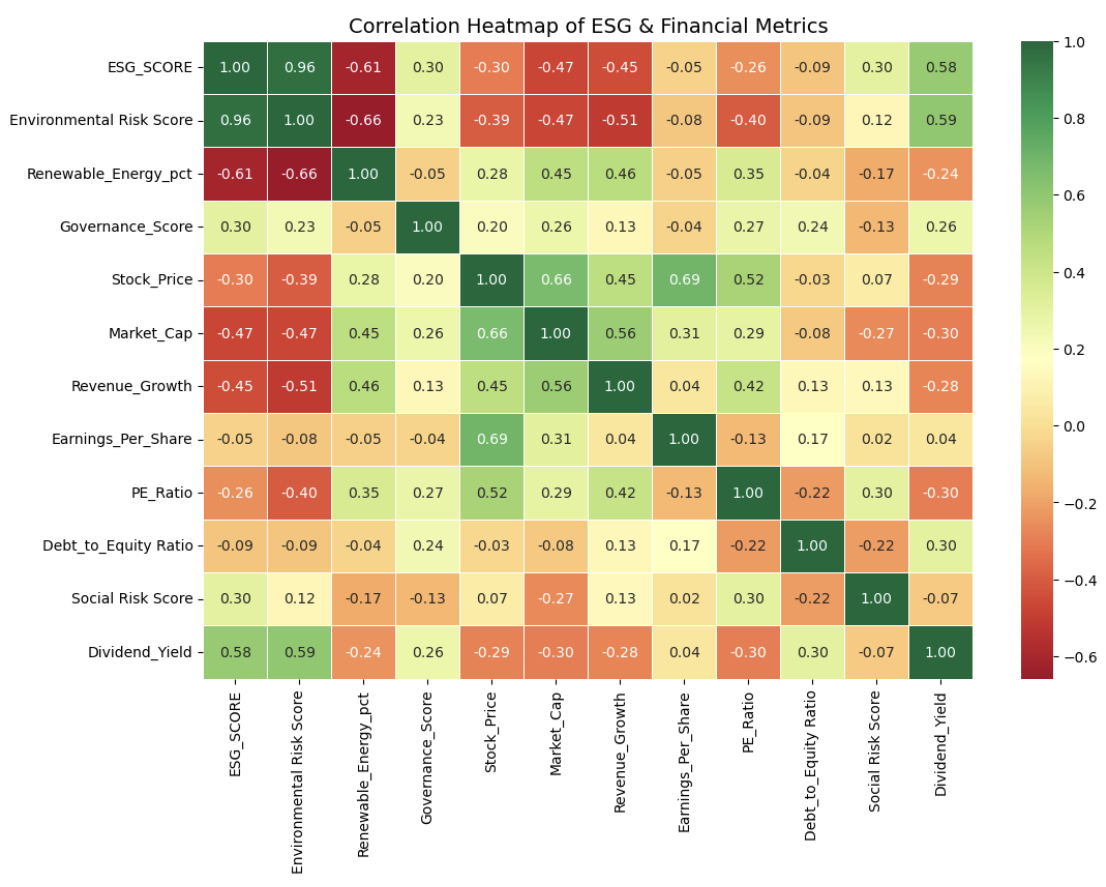 Correlation Heatmap of ESG & Financial Metrics
ESG_SCORE 1.00 0.96 -0.61 0.30 -0.30 -0.47 -0.45 -0.05 -0.26 -0.09 0.30 0.58
Environmental Risk Score 0.96 1.00 -0.66 0.23 -0.39 -0.47 -0.51 -0.08 -0.40 -0.09 0.12 0.59
Renewable_Energy_pct -0.61 -0.66 1.00 -0.05 0.28 0.45 0.46 -0.05 0.35 -0.04 -0.17 -0.24
Governance_Score 0.30 0.23 -0.05 1.00 0.20 0.26 0.13 -0.04 0.27 0.24 -0.13 0.26
Stock_Price -0.30 -0.39 0.28 0.20 1.00 0.66 0.45 0.69 0.52 -0.03 0.07 -0.29
Market_Cap -0.47 -0.47 0.45 0.26 0.66 1.00 0.56 0.31 0.29 -0.08 -0.27 -0.30
Revenue_Growth -0.45 -0.51 0.46 0.13 0.45 0.56 1.00 0.04 0.42 0.13 0.13 -0.28
Earnings_Per_Share -0.05 -0.08 -0.05 -0.04 0.69 0.31 0.04 1.00 -0.13 0.17 0.02 0.04
PE_Ratio -0.26 -0.40 0.35 0.27 0.52 0.29 0.42 -0.13 1.00 -0.22 0.30 -0.30
Debt_to_Equity Ratio -0.09 -0.09 -0.04 0.24 -0.03 -0.08 0.13 0.17 -0.22 1.00 -0.22 0.30
Social Risk Score 0.30 0.12 -0.17 -0.13 0.07 -0.27 0.13 0.02 0.30 -0.22 1.00 -0.07
Dividend_Yield 0.58 0.59 -0.24 0.26 -0.29 -0.30 -0.28 0.04 -0.30 0.30 -0.07 1.00
ESG_SCORE
Environmental Risk Score
Renewable_Energy_pct
Governance_Score
Stock_Price
Market_Cap
Revenue_Growth
Earnings_Per_Share
PE_Ratio
Debt_to_Equity Ratio
Social Risk Score
Dividend_Yield
1.0
0.8
0.6
0.4
0.2
0.0
−0.2
−0.4
−0.6